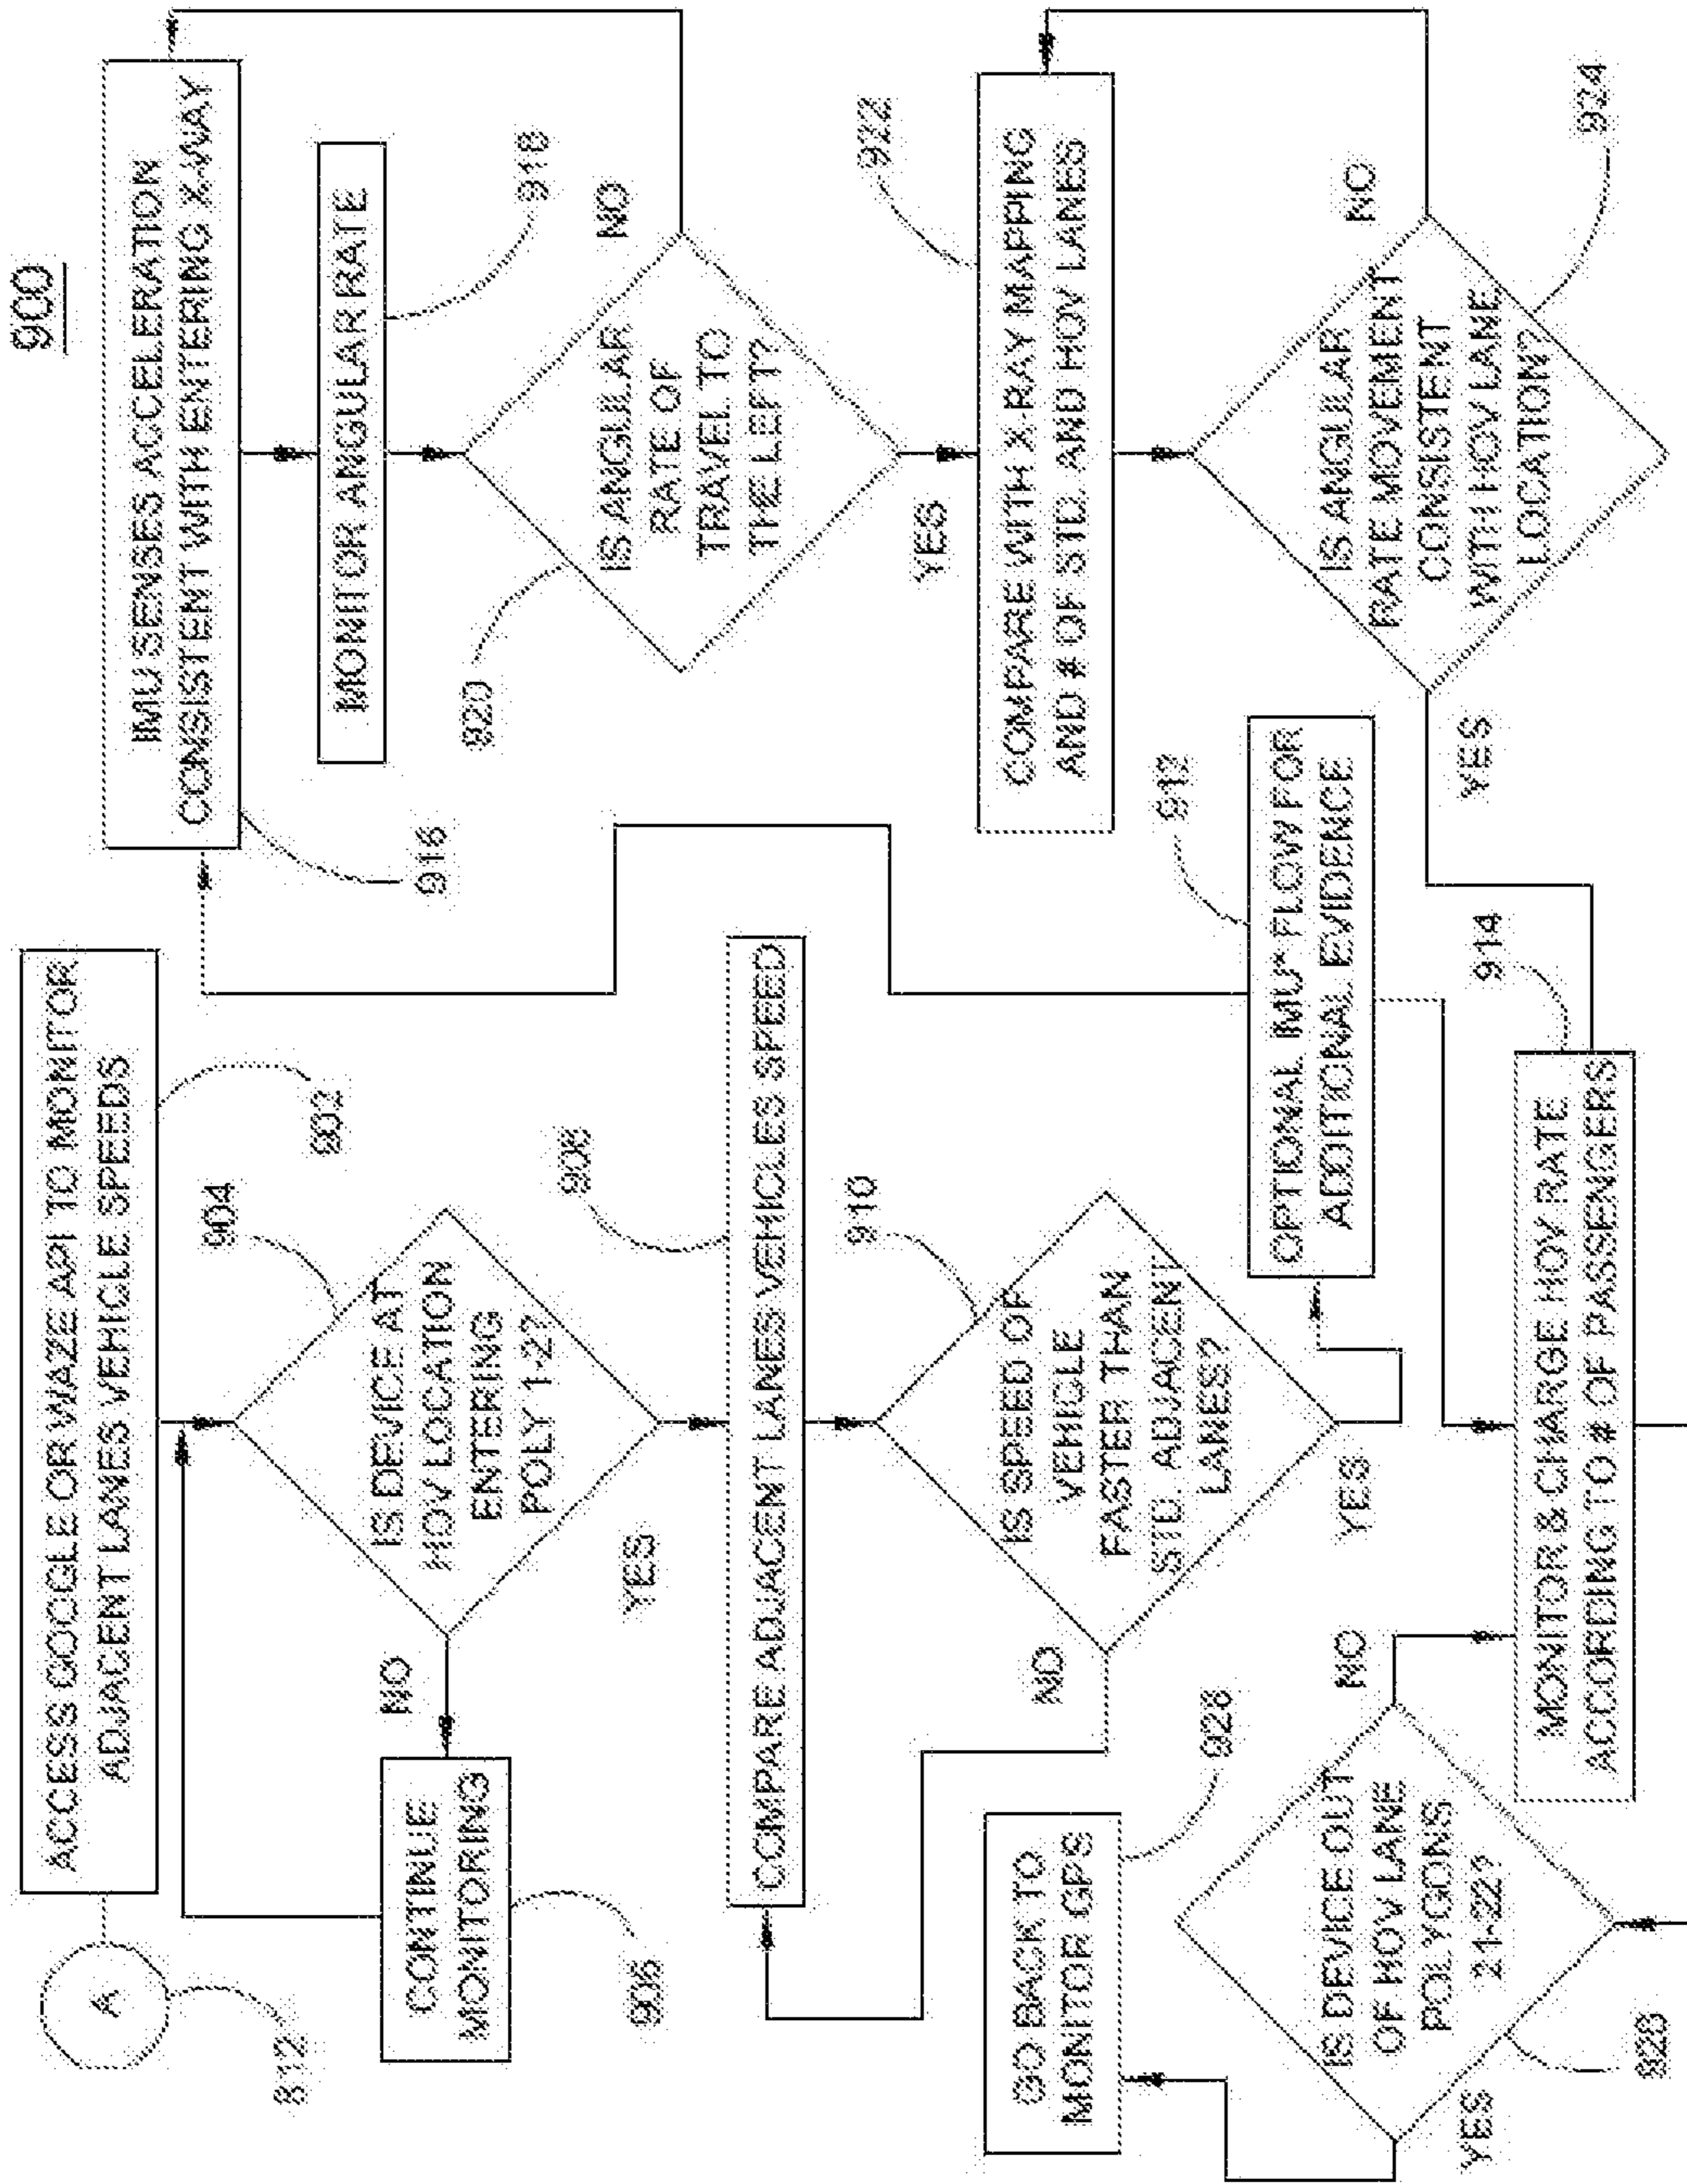 900
A
812
ACCESS GOOGLE OR WAZE API TO MONITOR
ADJACENT LANES VEHICLE SPEEDS
902
IS DEVICE AT
HOV LOCATION
ENTERING
POLY 1-2?
904
NO
YES
CONTINUE
MONITORING
906
COMPARE ADJACENT LANES VEHICLES SPEED
908
IS SPEED OF
VEHICLE
FASTER THAN
STD. ADJACENT
LANES?
910
NO
YES
OPTIONAL IMU* FLOW FOR
ADDITIONAL EVIDENCE
912
MONITOR & CHARGE HOV RATE
ACCORDING TO # OF PASSENGERS
914
IS DEVICE OUT
OF HOV LANE
POLYGONS
21-22?
NO
YES
GO BACK TO
MONITOR GPS
928
IMU SENSES ACCELERATION
CONSISTENT WITH ENTERING X-WAY
916
MONITOR ANGULAR RATE
918
IS ANGULAR
RATE OF
TRAVEL TO
THE LEFT?
920
NO
YES
COMPARE WITH X RAY MAPPING
AND # OF STD. AND HOV LANES
922
IS ANGULAR
RATE MOVEMENT
CONSISTENT
WITH HOV LANE
LOCATION?
924
NO
YES